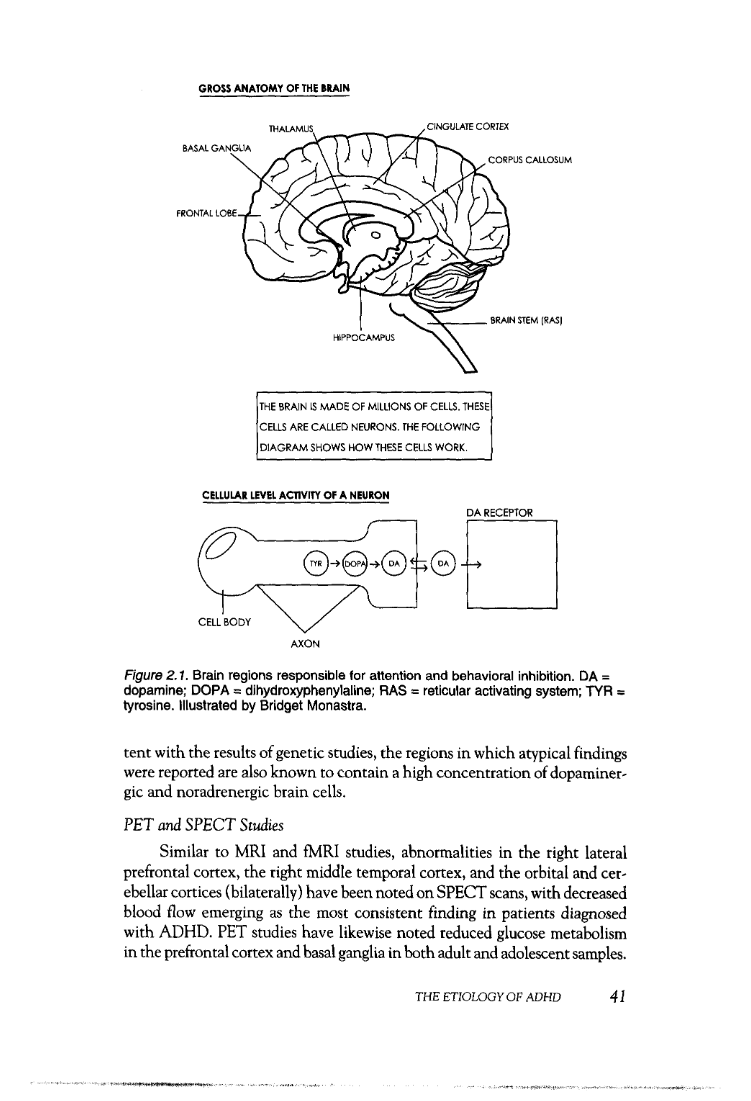 GROSS ANATOMY OF THE BRAIN
THALAMUS
CINGULATE CORTEX
BASAL GANGLIA
CORPUS CALLOSUM
FRONTAL LOBE
BRAIN STEM (RAS)
HIPPOCAMPUS
THE BRAIN IS MADE OF MILLIONS OF CELLS. THESE
CELLS ARE CALLED NEURONS. THE FOLLOWING
DIAGRAM SHOWS HOW THESE CELLS WORK.
CELLULAR LEVEL ACTIVITY OF A NEURON
DA RECEPTOR
TYR → DOPA → DA ⇆ DA →
CELL BODY
AXON
Figure 2.1. Brain regions responsible for attention and behavioral inhibition. DA =
dopamine; DOPA = dihydroxyphenylaline; RAS = reticular activating system; TYR =
tyrosine. Illustrated by Bridget Monastra.
tent with the results of genetic studies, the regions in which atypical findings
were reported are also known to contain a high concentration of dopaminer-
gic and noradrenergic brain cells.
PET and SPECT Studies
Similar to MRI and fMRI studies, abnormalities in the right lateral
prefrontal cortex, the right middle temporal cortex, and the orbital and cer-
ebellar cortices (bilaterally) have been noted on SPECT scans, with decreased
blood flow emerging as the most consistent finding in patients diagnosed
with ADHD. PET studies have likewise noted reduced glucose metabolism
in the prefrontal cortex and basal ganglia in both adult and adolescent samples.
THE ETIOLOGY OF ADHD 41